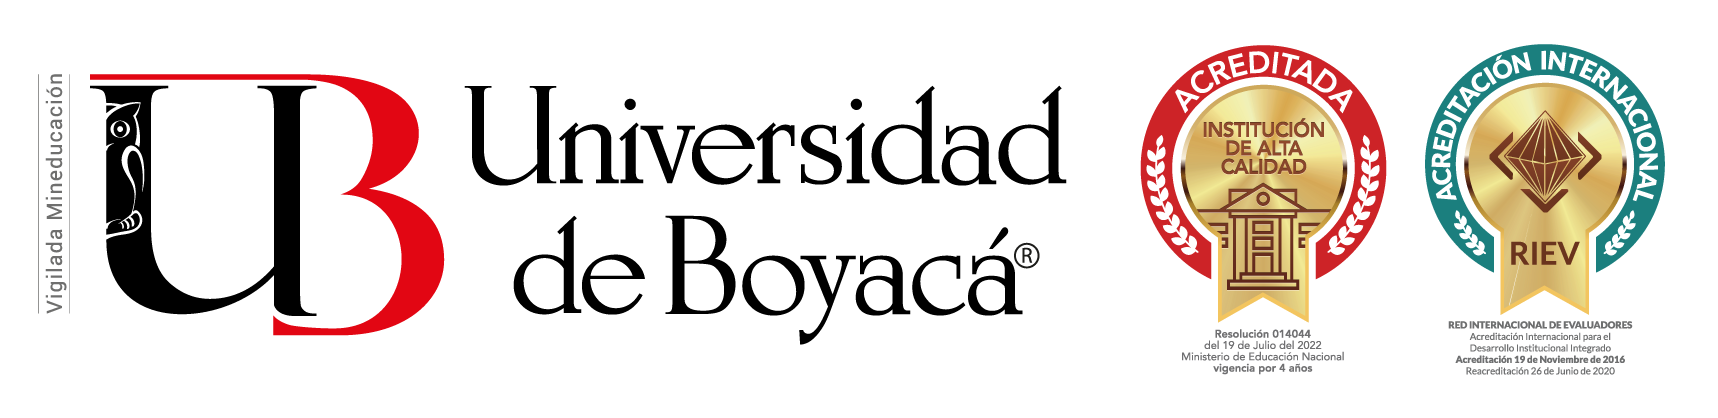 Vigilada Mineducación
UB
Universidad
de Boyacá®
ACREDITADA
INSTITUCIÓN
DE ALTA
CALIDAD
Resolución 014044
del 19 de Julio del 2022
Ministerio de Educación Nacional
vigencia por 4 años
ACREDITACIÓN INTERNACIONAL
RIEV
RED INTERNACIONAL DE EVALUADORES
Acreditación Internacional para el
Desarrollo Institucional Integrado
Acreditación 19 de Noviembre de 2016
Reacreditación 26 de Junio de 2020